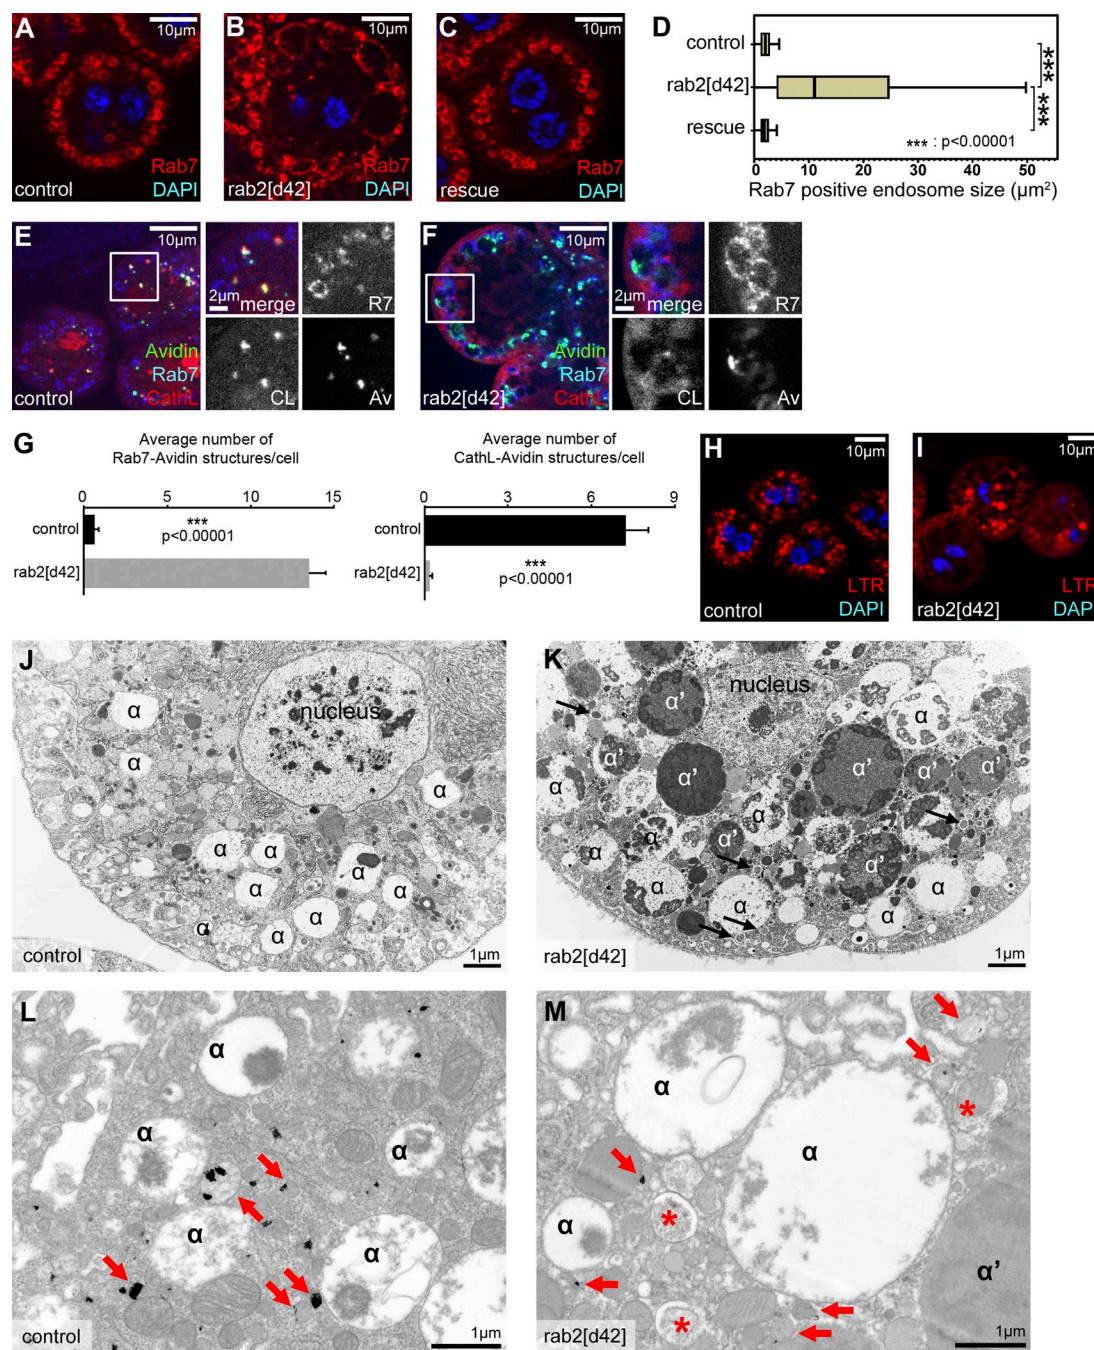 A
10µm
Rab7
control
DAPI
B
10µm
Rab7
rab2[d42]
DAPI
C
10µm
Rab7
rescue
DAPI
D
control
rab2[d42]
rescue
***
***
*** : p<0.00001
0 10 20 30 40 50
Rab7 positive endosome size (µm²)
E
10µm
Avidin
Rab7
CathL
control
2µm
merge
R7
CL
Av
F
10µm
Avidin
Rab7
CathL
rab2[d42]
2µm
merge
R7
CL
Av
G
Average number of
Rab7-Avidin structures/cell
0 5 10 15
control
***
p<0.00001
rab2[d42]
Average number of
CathL-Avidin structures/cell
0 3 6 9
control
rab2[d42]
***
p<0.00001
H
10µm
LTR
control
DAPI
I
10µm
LTR
rab2[d42]
DAPI
J
nucleus
α
α
α
α
α
α
α
α
α
α
α
control
1µm
K
nucleus
α'
α
α'
α'
α'
α'
α'
α
α
α
α'
α
α'
α
α
α
α
rab2[d42]
1µm
L
α
α
α
α
α
control
1µm
M
α
α
*
*
α
α'
*
rab2[d42]
1µm